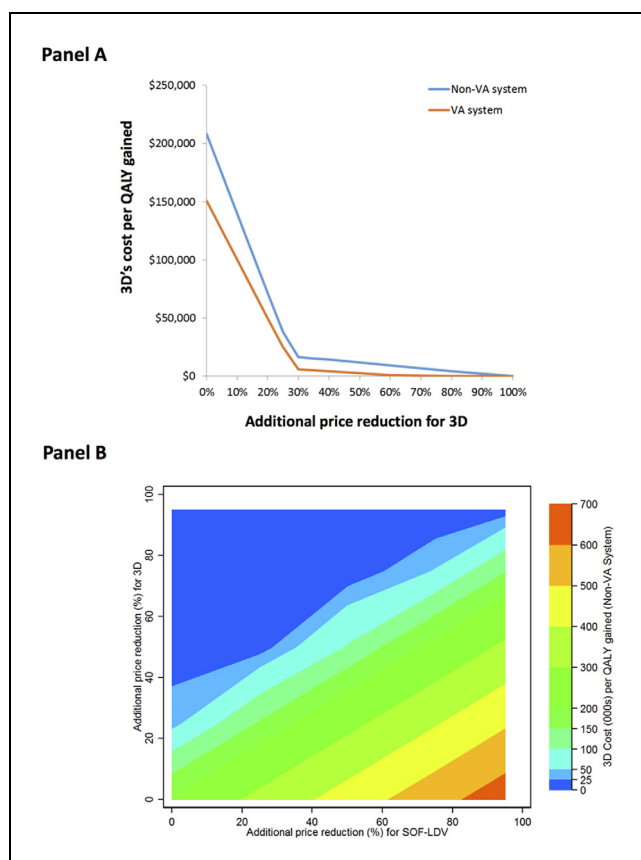 Panel A
3D's cost per QALY gained
$250,000
$200,000
$150,000
$100,000
$50,000
$0
Non-VA system
VA system
0% 10% 20% 30% 40% 50% 60% 70% 80% 90% 100%
Additional price reduction for 3D
Panel B
Additional price reduction (%) for 3D
100
80
60
40
20
0
0 20 40 60 80 100
Additional price reduction (%) for SOF-LDV
700
600
500
400
300
200
150
100
50
25
0
3D Cost (000s) per QALY gained (Non-VA System)